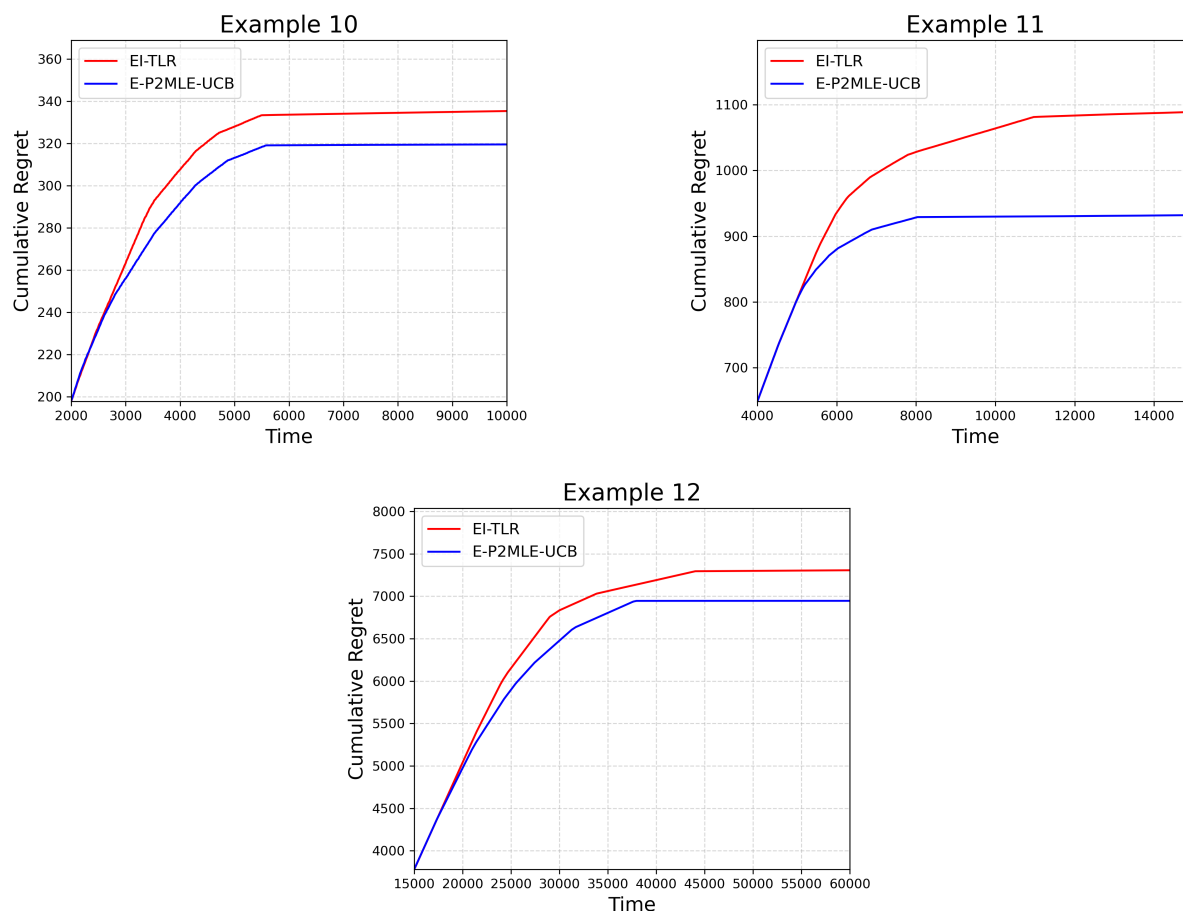 Example 10
EI-TLR
E-P2MLE-UCB
Cumulative Regret
360
340
320
300
280
260
240
220
200
2000 3000 4000 5000 6000 7000 8000 9000 10000
Time
Example 11
EI-TLR
E-P2MLE-UCB
Cumulative Regret
1100
1000
900
800
700
4000 6000 8000 10000 12000 14000
Time
Example 12
EI-TLR
E-P2MLE-UCB
Cumulative Regret
8000
7500
7000
6500
6000
5500
5000
4500
4000
15000 20000 25000 30000 35000 40000 45000 50000 55000 60000
Time